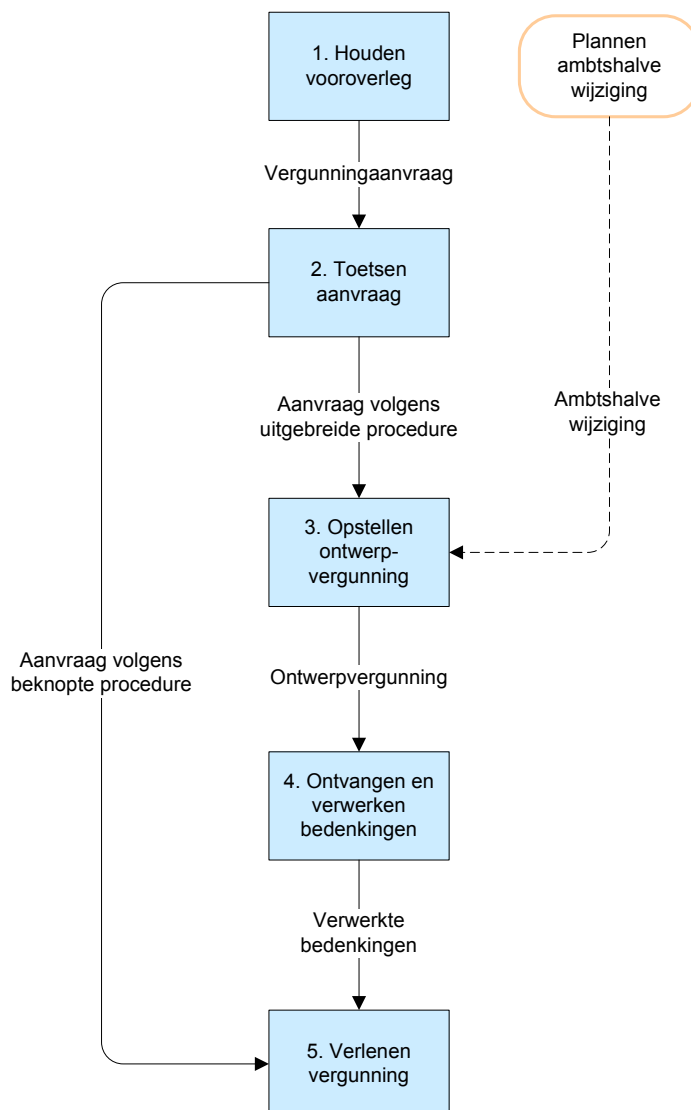 1. Houden
vooroverleg
Plannen
ambtshalve
wijziging
Vergunningaanvraag
2. Toetsen
aanvraag
Aanvraag volgens
uitgebreide procedure
Ambtshalve
wijziging
3. Opstellen
ontwerp-
vergunning
Aanvraag volgens
beknopte procedure
Ontwerpvergunning
4. Ontvangen en
verwerken
bedenkingen
Verwerkte
bedenkingen
5. Verlenen
vergunning